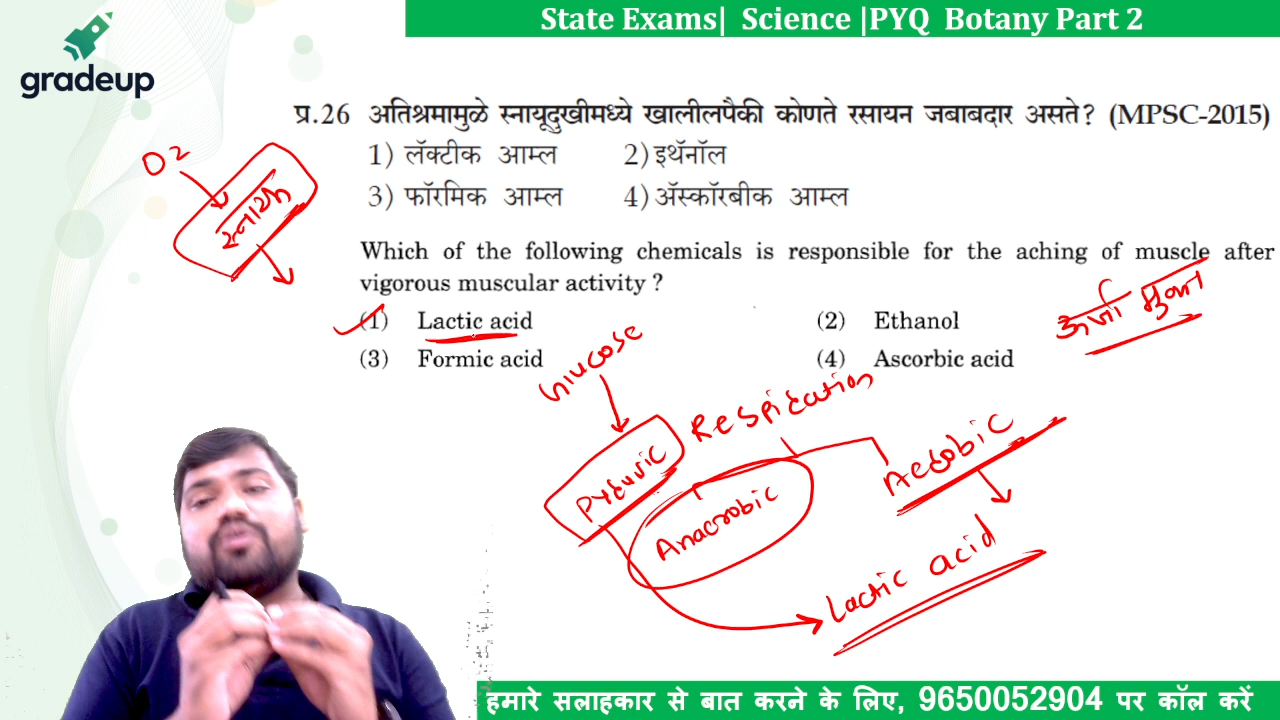 State Exams| Science |PYQ Botany Part 2
gradeup
प्र.26 अतिश्रमामुळे स्नायूदुखीमध्ये खालीलपैकी कोणते रसायन जबाबदार असते? (MPSC-2015)
1) लॅक्टीक आम्ल 2) इथॅनॉल
3) फॉरमिक आम्ल 4) ॲस्कॉरबीक आम्ल
O2
स्नायू
Which of the following chemicals is responsible for the aching of muscle after
vigorous muscular activity ?
(1) Lactic acid (2) Ethanol
(3) Formic acid (4) Ascorbic acid
ऊर्जा मुक्त
Glucose
Respiration
Pyruvic
Anaerobic
Aerobic
Lactic acid
हमारे सलाहकार से बात करने के लिए, 9650052904 पर कॉल करें